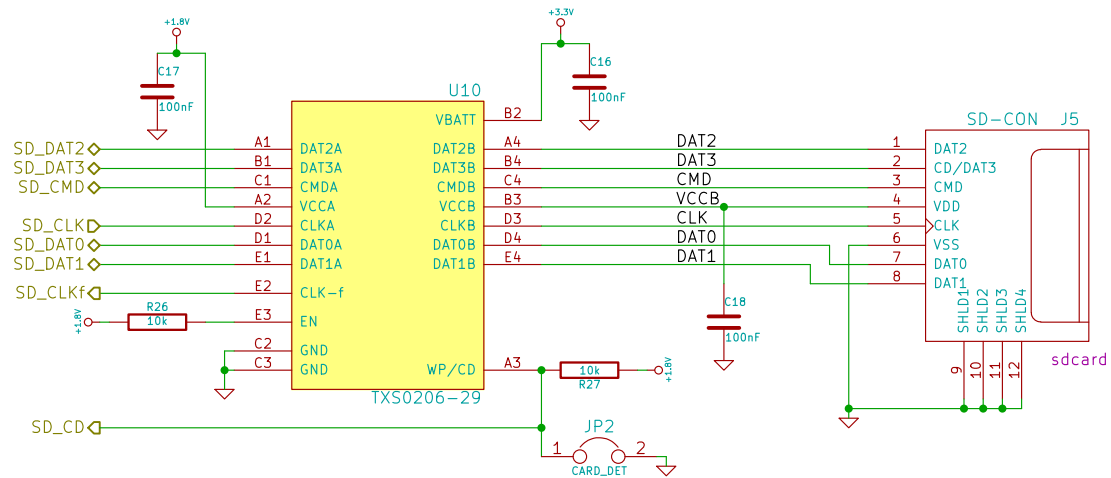 +1.8V
+3.3V
C17
100nF
C16
100nF
U10
SD-CON J5
VBATT B2
SD_DAT2 A1 DAT2A DAT2B A4 DAT2 1 DAT2
SD_DAT3 B1 DAT3A DAT3B B4 DAT3 2 CD/DAT3
SD_CMD C1 CMDA CMDB C4 CMD 3 CMD
A2 VCCA VCCB B3 VCCB 4 VDD
SD_CLK D2 CLKA CLKB D3 CLK 5 CLK
SD_DAT0 D1 DAT0A DAT0B D4 DAT0 6 VSS
SD_DAT1 E1 DAT1A DAT1B E4 DAT1 7 DAT0
8 DAT1
SD_CLKf E2 CLK-f
C18
100nF
SHLD1
SHLD2
SHLD3
SHLD4
+1.8V
R26
10k
E3 EN
C2 GND
C3 GND
WP/CD A3
10k
R27
+1.8V
sdcard
9
10
11
12
TXS0206-29
SD_CD
JP2
1 2
CARD_DET